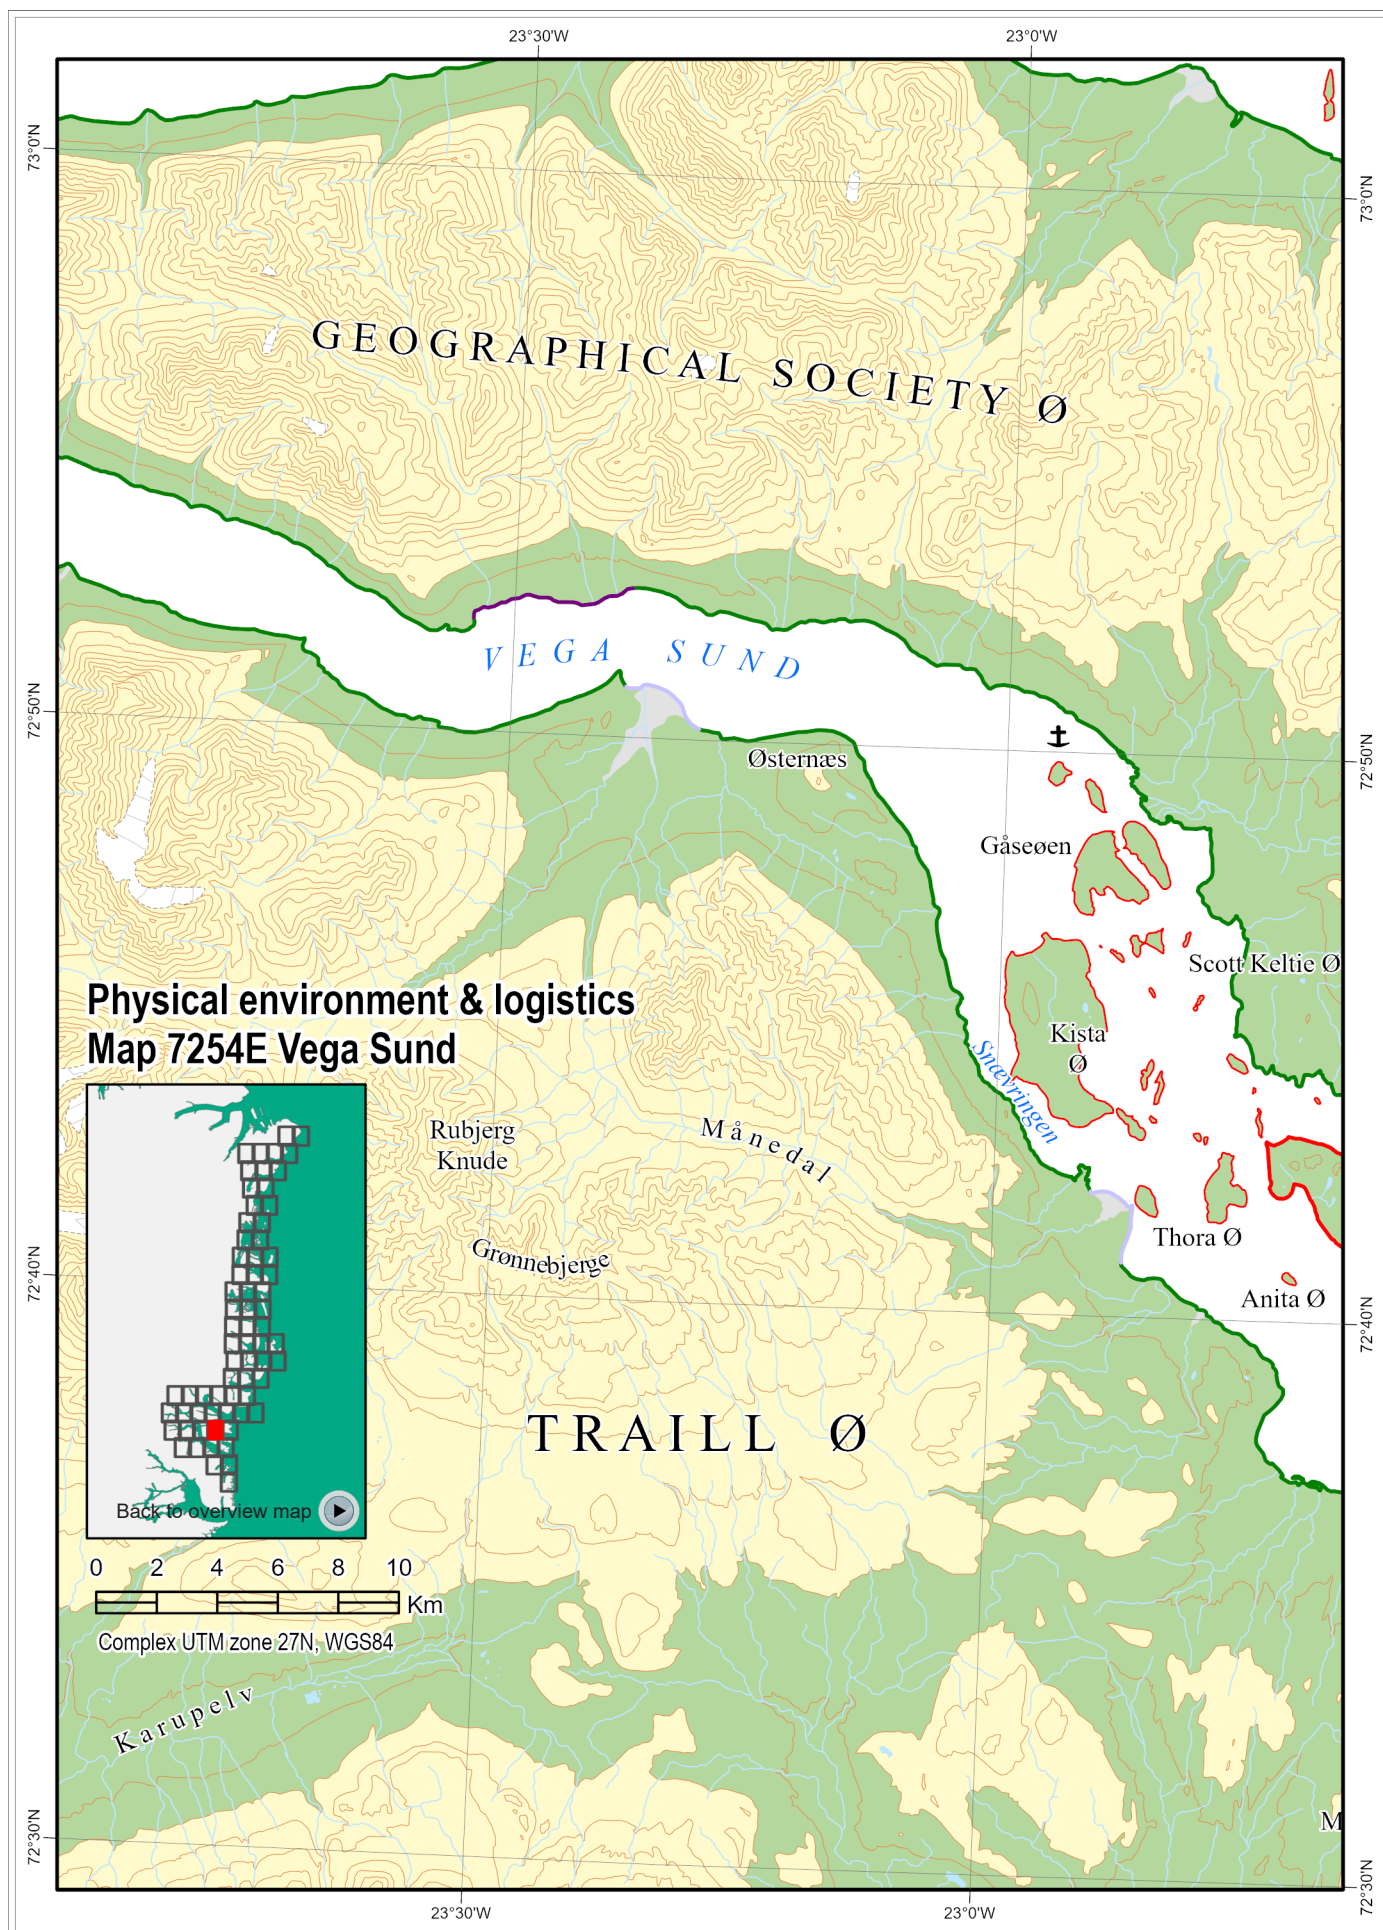 23°30'W
23°0'W
73°0'N
73°0'N
GEOGRAPHICAL SOCIETY Ø
VEGA SUND
72°50'N
72°50'N
Østernæs
Gåseøen
Scott Keltie Ø
Physical environment & logistics
Map 7254E Vega Sund
Kista
Ø
Snævringen
Rubjerg
Knude
Månedal
Thora Ø
Grønnebjerge
Anita Ø
72°40'N
72°40'N
TRAILL Ø
Back to overview map
0 2 4 6 8 10
Km
Complex UTM zone 27N, WGS84
Karupelv
M
72°30'N
72°30'N
23°30'W
23°0'W